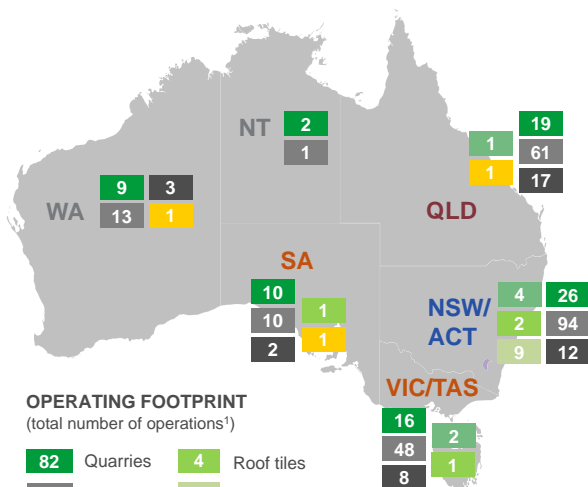 NT
2
1
WA
9 3
13 1
19
1 61
1 17
QLD
SA
10
10 1
2 1
NSW/
ACT
4 26
2 94
9 12
VIC/TAS
16
48 2
8 1
OPERATING FOOTPRINT
(total number of operations¹)
82 Quarries 4 Roof tiles